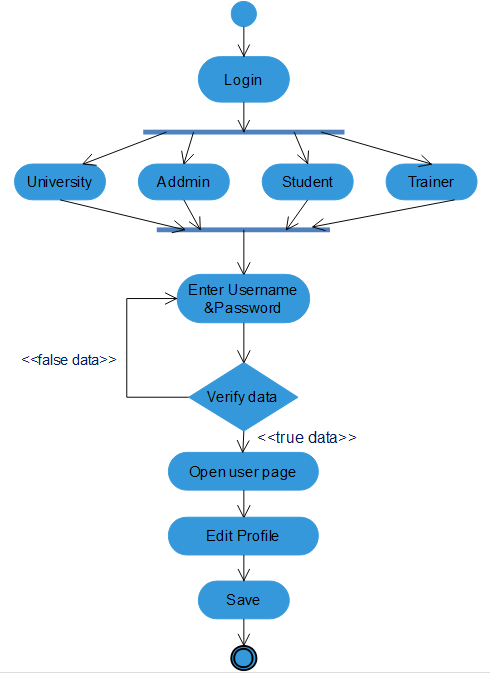 Login
University
Addmin
Student
Trainer
Enter Username
&Password
<<false data>>
Verify data
<<true data>>
Open user page
Edit Profile
Save